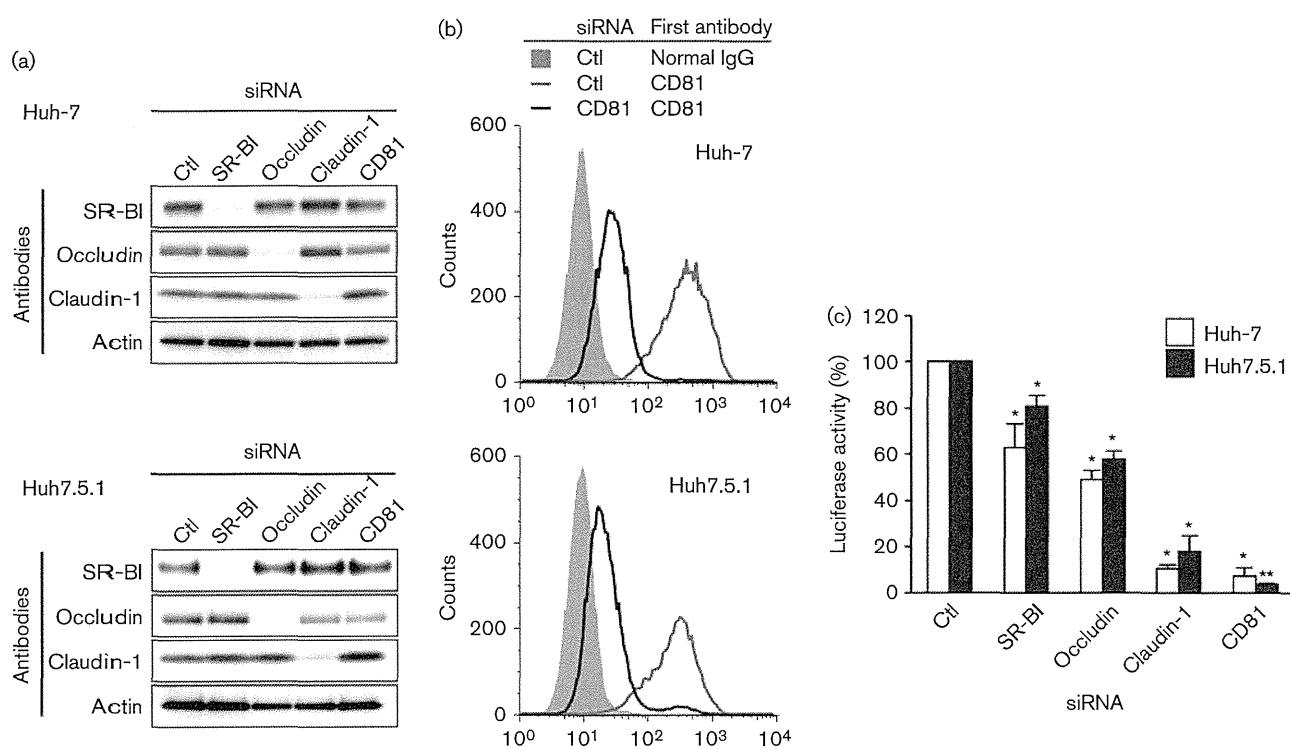 (a)
siRNA
Huh-7
Ctl
SR-BI
Occludin
Claudin-1
CD81
Antibodies
SR-BI
Occludin
Claudin-1
Actin
siRNA
Huh7.5.1
Ctl
SR-BI
Occludin
Claudin-1
CD81
Antibodies
SR-BI
Occludin
Claudin-1
Actin
(b)
siRNA First antibody
Ctl Normal IgG
Ctl CD81
CD81 CD81
600
400
200
0
Counts
Huh-7
10⁰ 10¹ 10² 10³ 10⁴
600
400
200
0
Counts
Huh7.5.1
10⁰ 10¹ 10² 10³ 10⁴
(c)
120
100
80
60
40
20
0
Luciferase activity (%)
Huh-7
Huh7.5.1
* *
* *
* *
* **
Ctl
SR-BI
Occludin
Claudin-1
CD81
siRNA